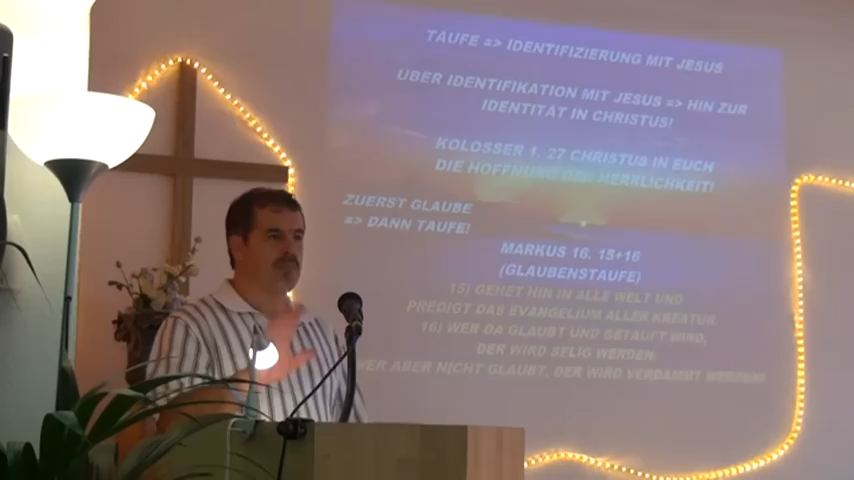 TAUFE => IDENTIFIZIERUNG MIT JESUS
ÜBER IDENTIFIKATION MIT JESUS => HIN ZUR
IDENTITÄT IN CHRISTUS!
KOLOSSER 1, 27 CHRISTUS IN EUCH
DIE HOFFNUNG DER HERRLICHKEIT!
ZUERST GLAUBE
=> DANN TAUFE!
MARKUS 16, 15+16
(GLAUBENSTAUFE)
15) GEHET HIN IN ALLE WELT UND
PREDIGT DAS EVANGELIUM ALLER KREATUR
16) WER DA GLAUBT UND GETAUFT WIRD,
DER WIRD SELIG WERDEN;
WER ABER NICHT GLAUBT, DER WIRD VERDAMMT WERDEN!